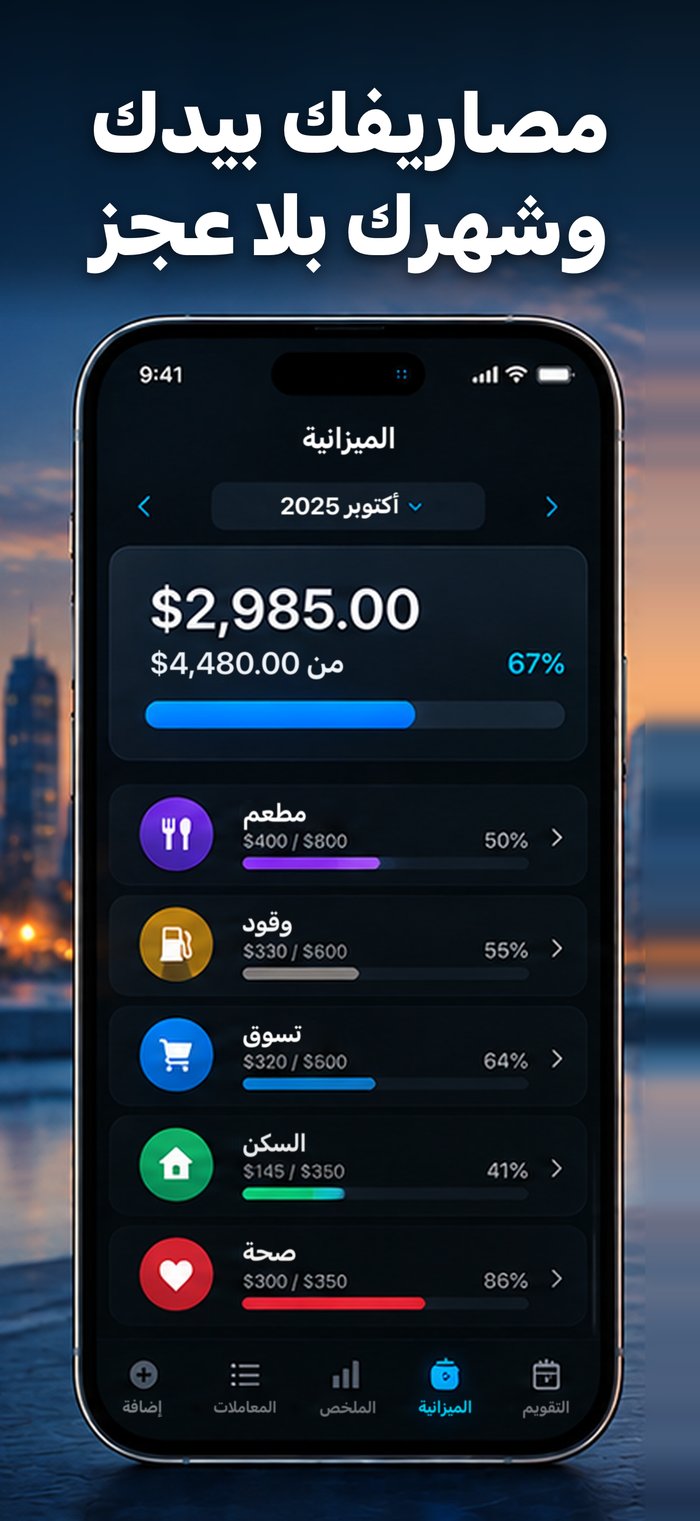 مصاريفك بيدك
وشهرك بلا عجز
9:41
الميزانية
أكتوبر 2025
$2,985.00
من $4,480.00
67%
مطعم
$400 / $800
50%
وقود
$330 / $600
55%
تسوق
$320 / $600
64%
السكن
$145 / $350
41%
صحة
$300 / $350
86%
إضافة
المعاملات
الملخص
الميزانية
التقويم